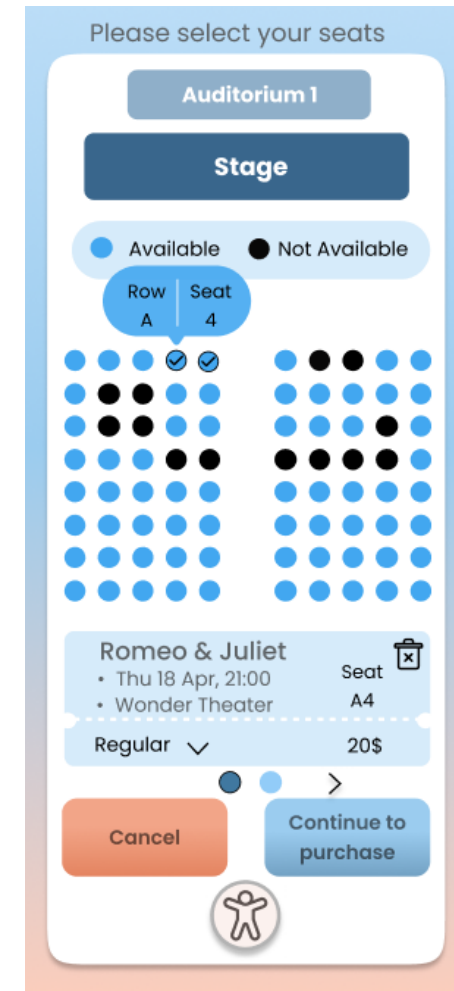 Please select your seats
Auditorium 1
Stage
Available Not Available
Row Seat
A 4
Romeo & Juliet
• Thu 18 Apr, 21:00
Seat
• Wonder Theater
A4
Regular 20$
Cancel
Continue to
purchase